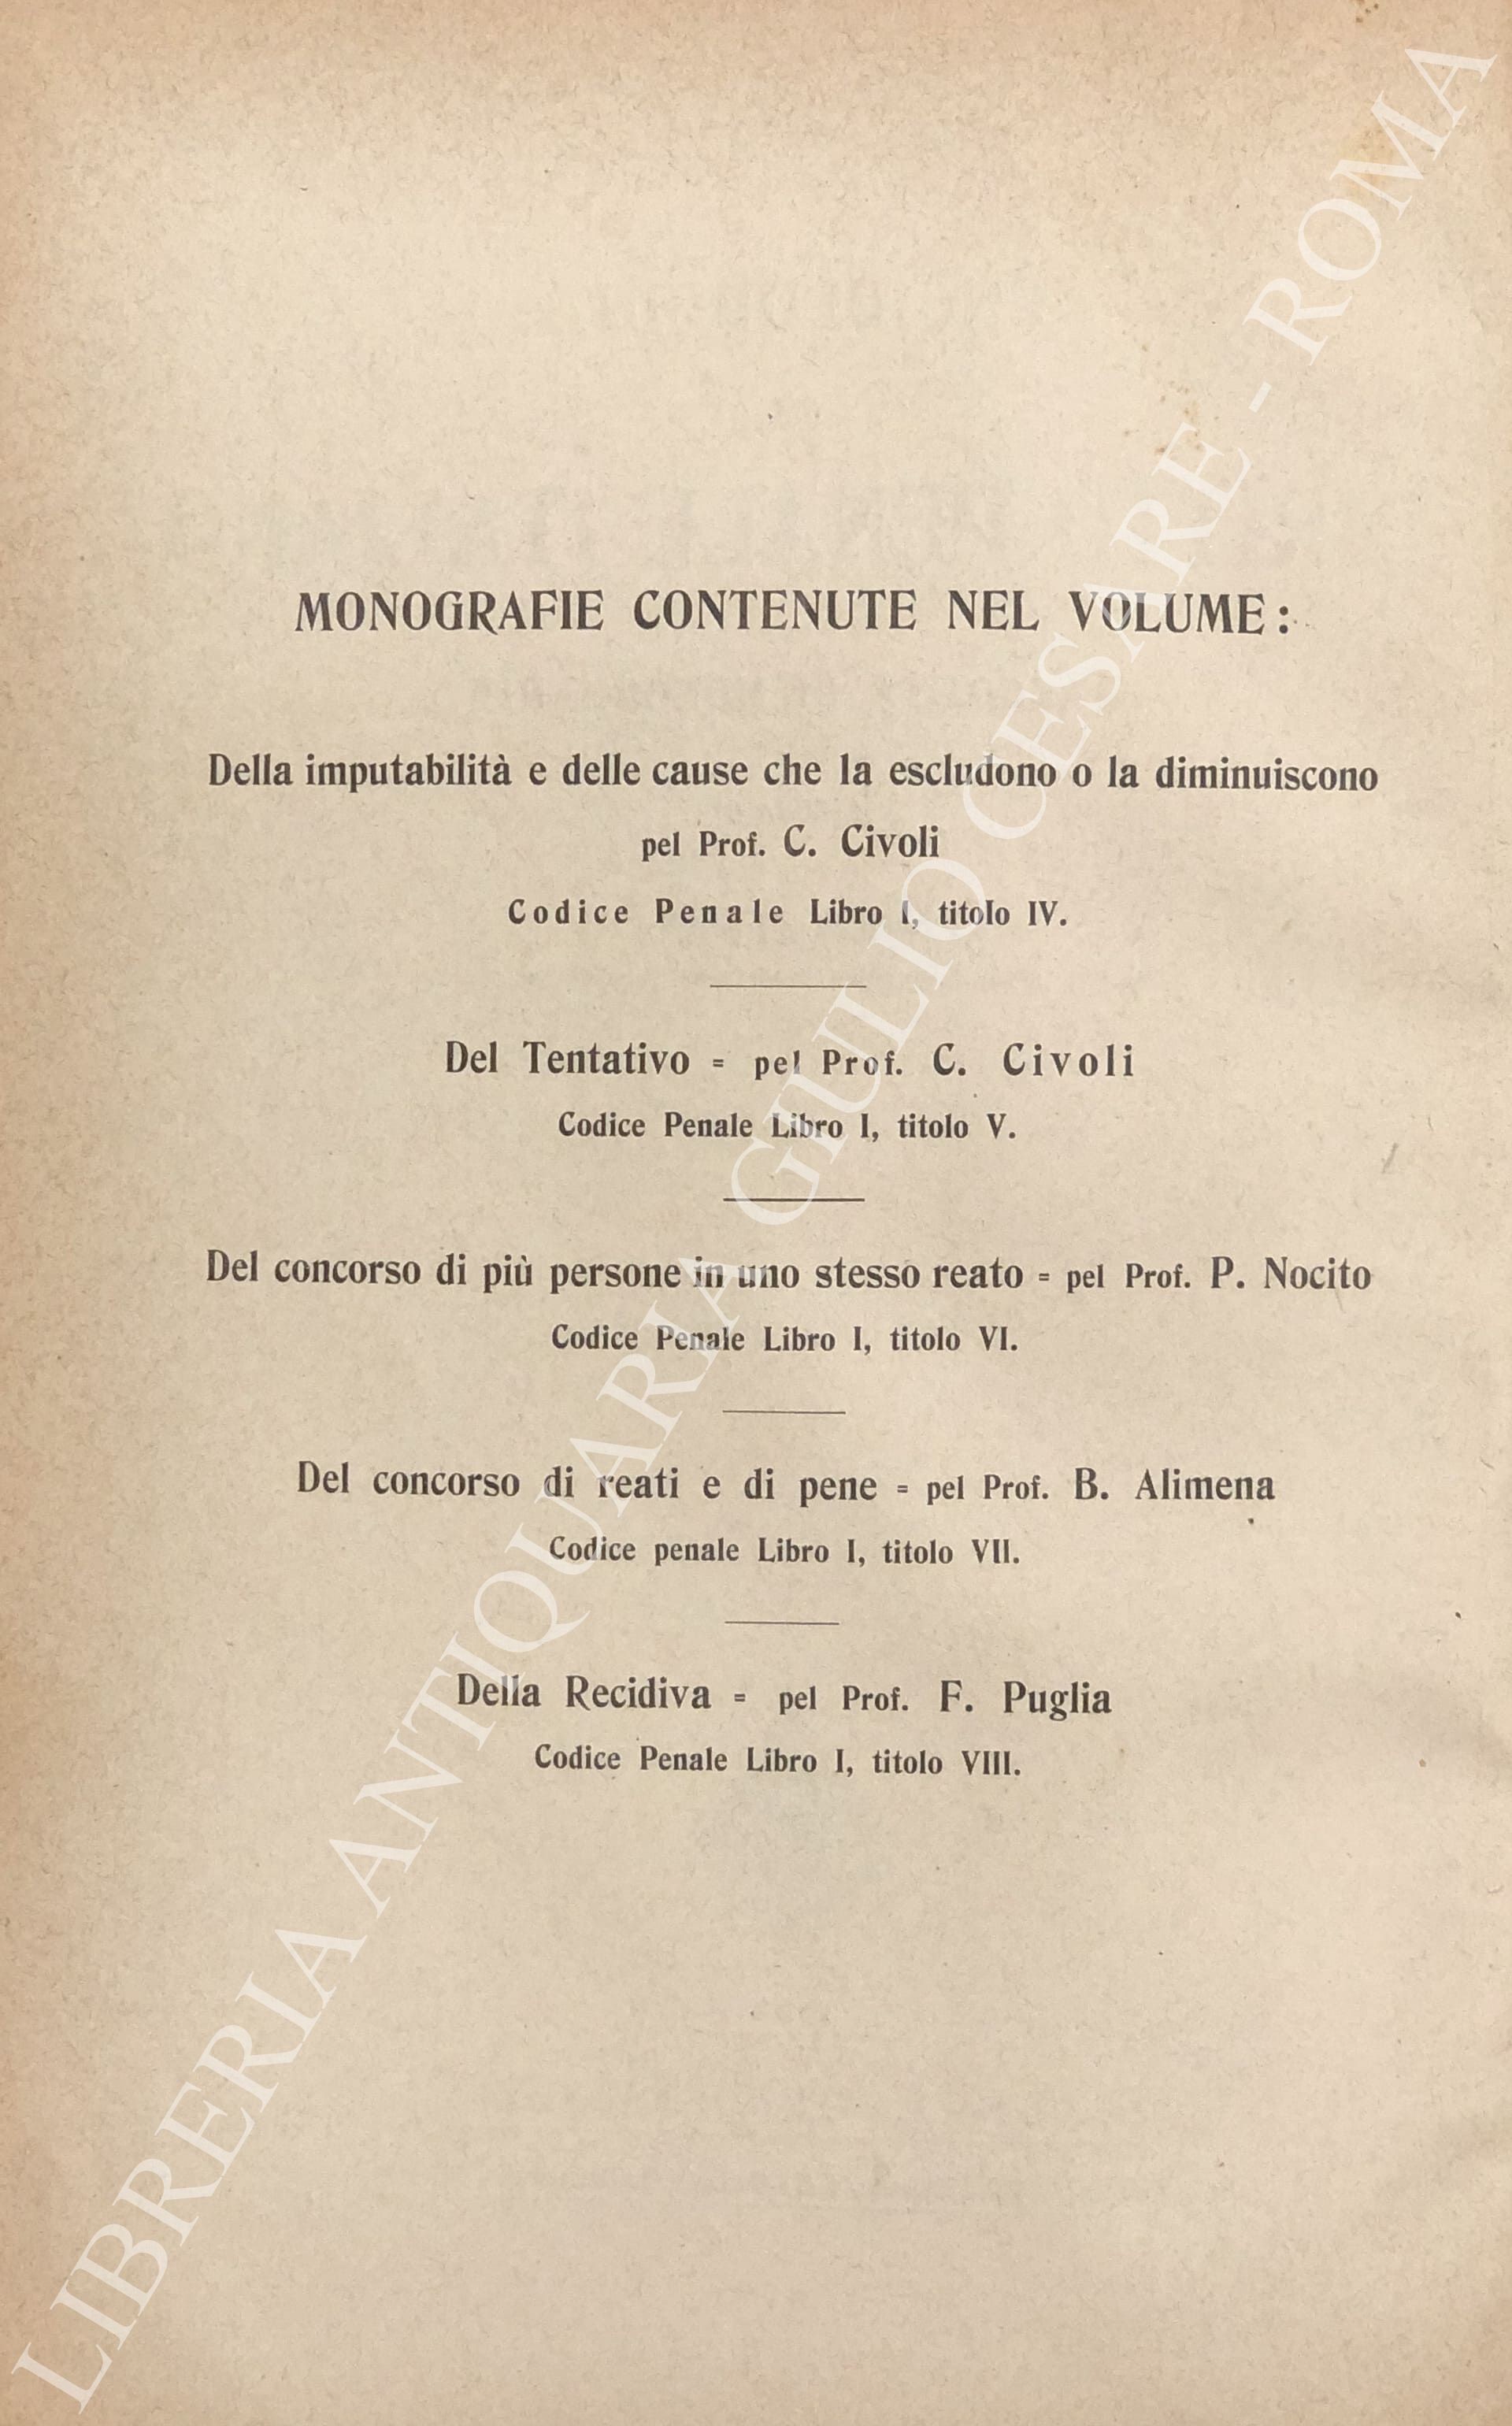 MONOGRAFIE CONTENUTE NEL VOLUME:
Della imputabilità e delle cause che la escludono o la diminuiscono
pel Prof. C. Civoli
Codice Penale Libro I, titolo IV.
Del Tentativo = pel Prof. C. Civoli
Codice Penale Libro I, titolo V.
Del concorso di più persone in uno stesso reato = pel Prof. P. Nocito
Codice Penale Libro I, titolo VI.
Del concorso di reati e di pene = pel Prof. B. Alimena
Codice penale Libro I, titolo VII.
Della Recidiva = pel Prof. F. Puglia
Codice Penale Libro I, titolo VIII.
LIBRERIA ANTIQUARIA GIULIO CESARE - ROMA